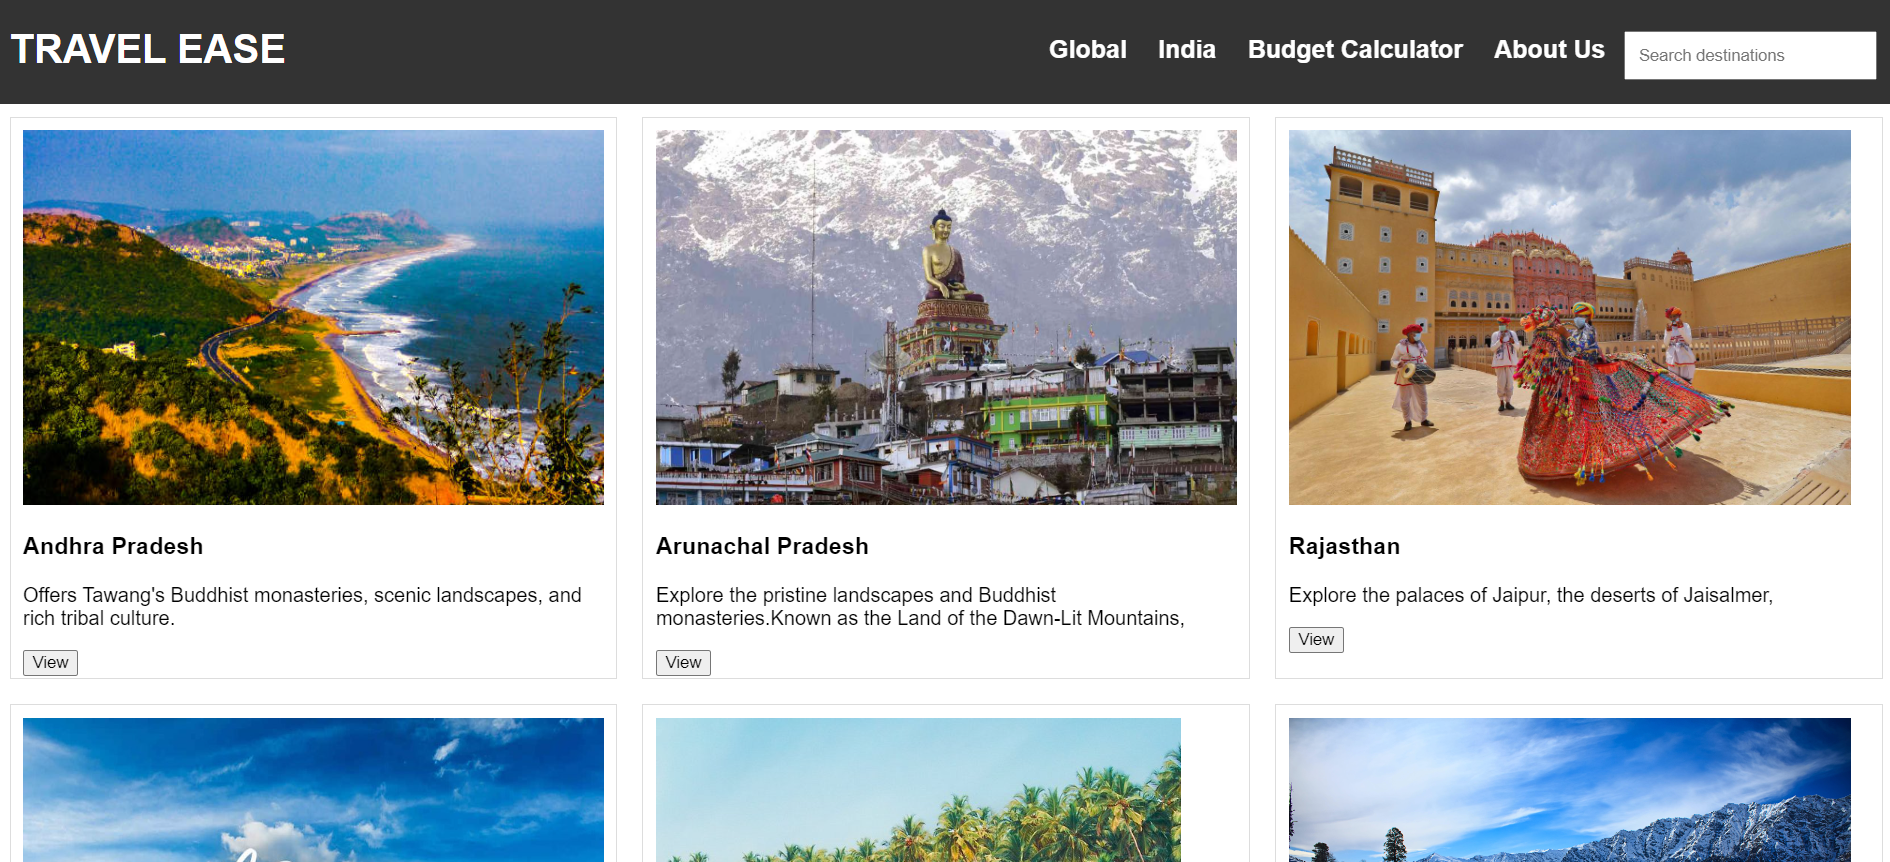 TRAVEL EASE
Global India Budget Calculator About Us Search destinations
Andhra Pradesh
Offers Tawang's Buddhist monasteries, scenic landscapes, and
rich tribal culture.
View
Arunachal Pradesh
Explore the pristine landscapes and Buddhist
monasteries.Known as the Land of the Dawn-Lit Mountains,
View
Rajasthan
Explore the palaces of Jaipur, the deserts of Jaisalmer,
View